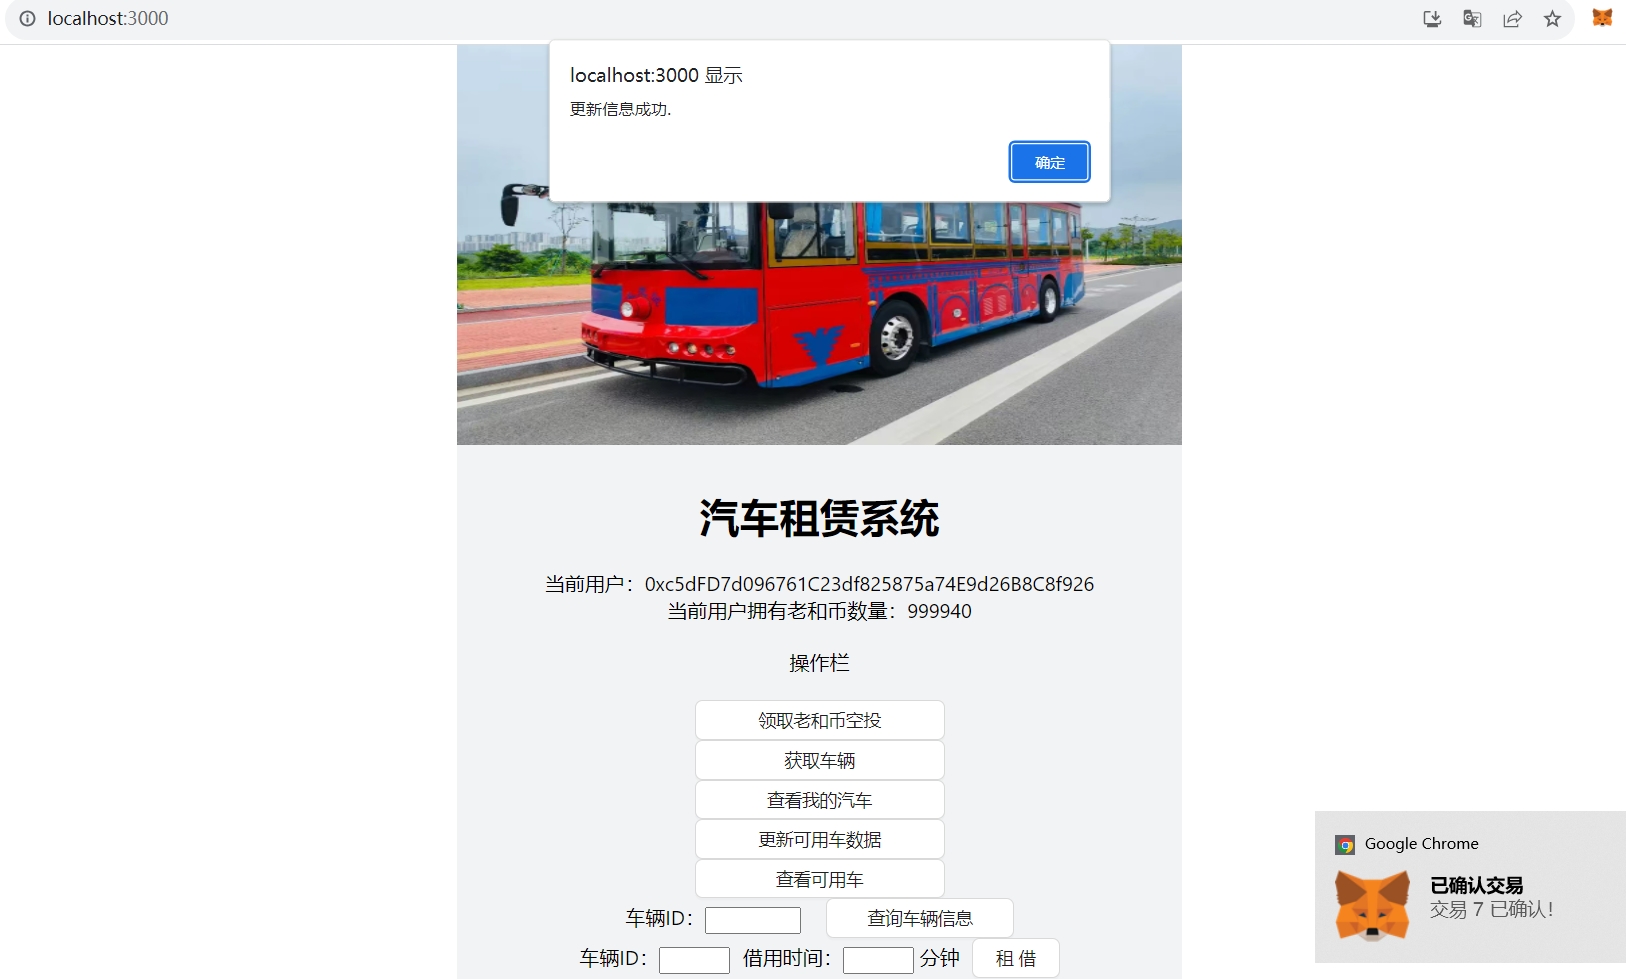 localhost:3000
localhost:3000 显示
更新信息成功.
确定
汽车租赁系统
当前用户：0xc5dFD7d096761C23df825875a74E9d26B8C8f926
当前用户拥有老和币数量：999940
操作栏
领取老和币空投
获取车辆
查看我的汽车
更新可用车数据
查看可用车
车辆ID： 查询车辆信息
车辆ID： 借用时间： 分钟 租 借
Google Chrome
已确认交易
交易 7 已确认！